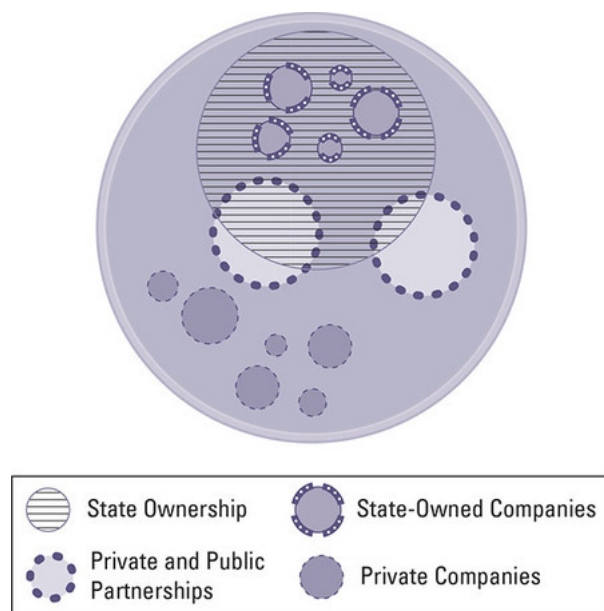 State Ownership
State-Owned Companies
Private and Public
Partnerships
Private Companies